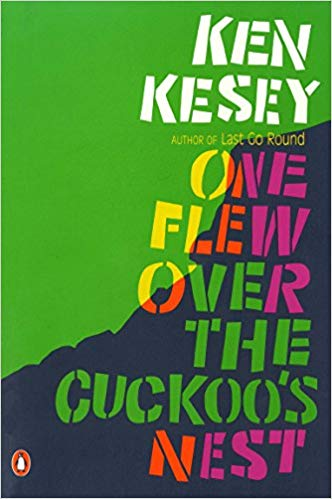 KEN
KESEY
AUTHOR OF Last Go Round
ONE
FLEW
OVER
THE
CUCKOO'S
NEST